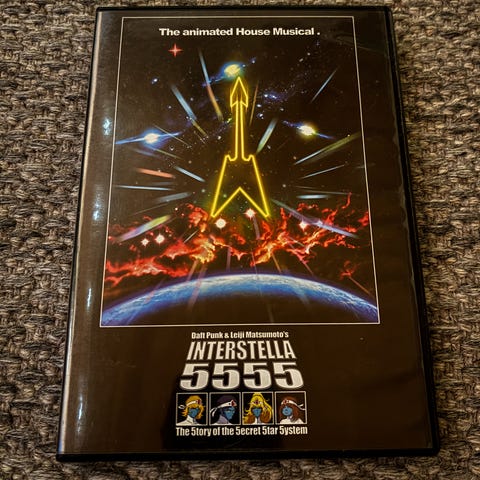 The animated House Musical .
Daft Punk & Leiji Matsumoto's
INTERSTELLA
5555
The 5tory of the 5ecret 5tar 5ystem